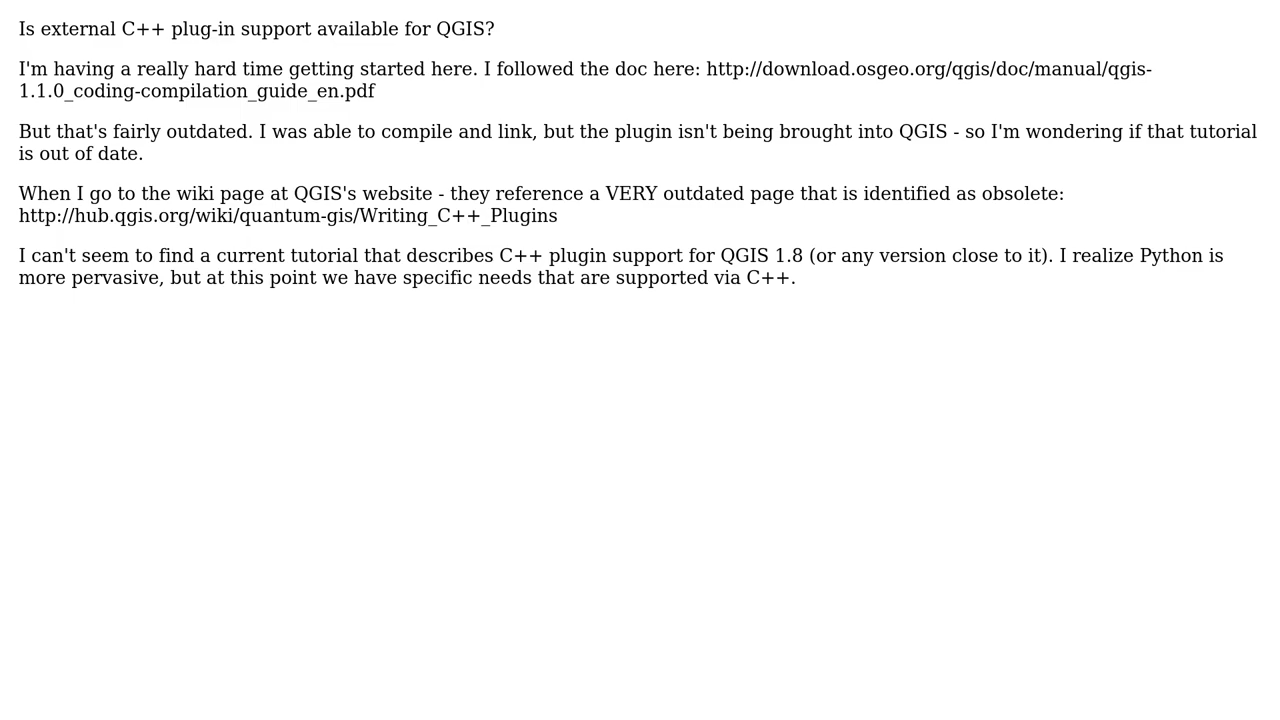 Is external C++ plug-in support available for QGIS?
I'm having a really hard time getting started here. I followed the doc here: http://download.osgeo.org/qgis/doc/manual/qgis-
1.1.0_coding-compilation_guide_en.pdf
But that's fairly outdated. I was able to compile and link, but the plugin isn't being brought into QGIS - so I'm wondering if that tutorial
is out of date.
When I go to the wiki page at QGIS's website - they reference a VERY outdated page that is identified as obsolete:
http://hub.qgis.org/wiki/quantum-gis/Writing_C++_Plugins
I can't seem to find a current tutorial that describes C++ plugin support for QGIS 1.8 (or any version close to it). I realize Python is
more pervasive, but at this point we have specific needs that are supported via C++.